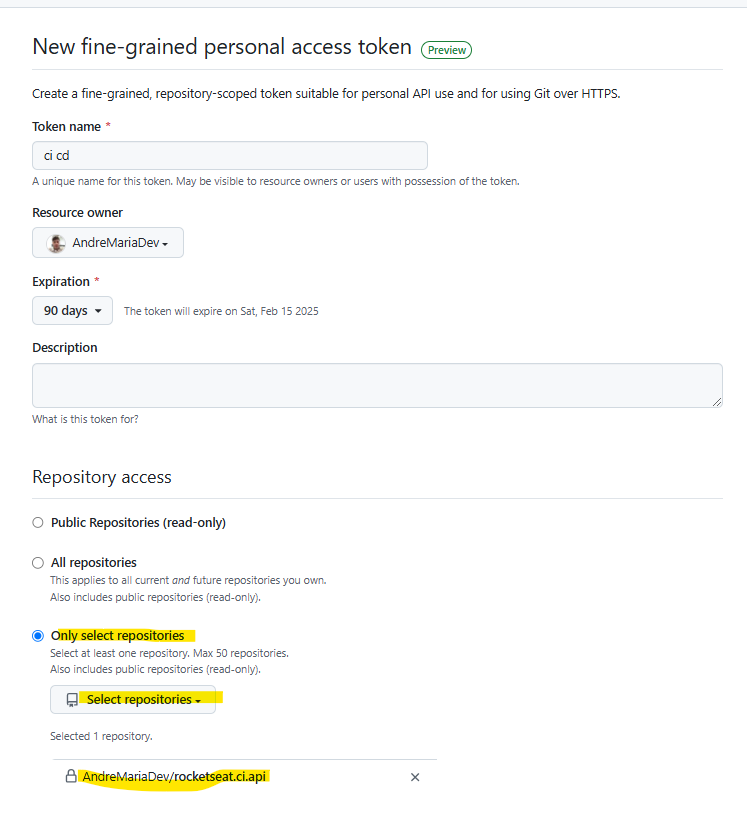 New fine-grained personal access token Preview
Create a fine-grained, repository-scoped token suitable for personal API use and for using Git over HTTPS.
Token name *
ci cd
A unique name for this token. May be visible to resource owners or users with possession of the token.
Resource owner
AndreMariaDev
Expiration *
90 days The token will expire on Sat, Feb 15 2025
Description
What is this token for?
Repository access
Public Repositories (read-only)
All repositories
This applies to all current and future repositories you own.
Also includes public repositories (read-only).
Only select repositories
Select at least one repository. Max 50 repositories.
Also includes public repositories (read-only).
Select repositories
Selected 1 repository.
AndreMariaDev/rocketseat.ci.api